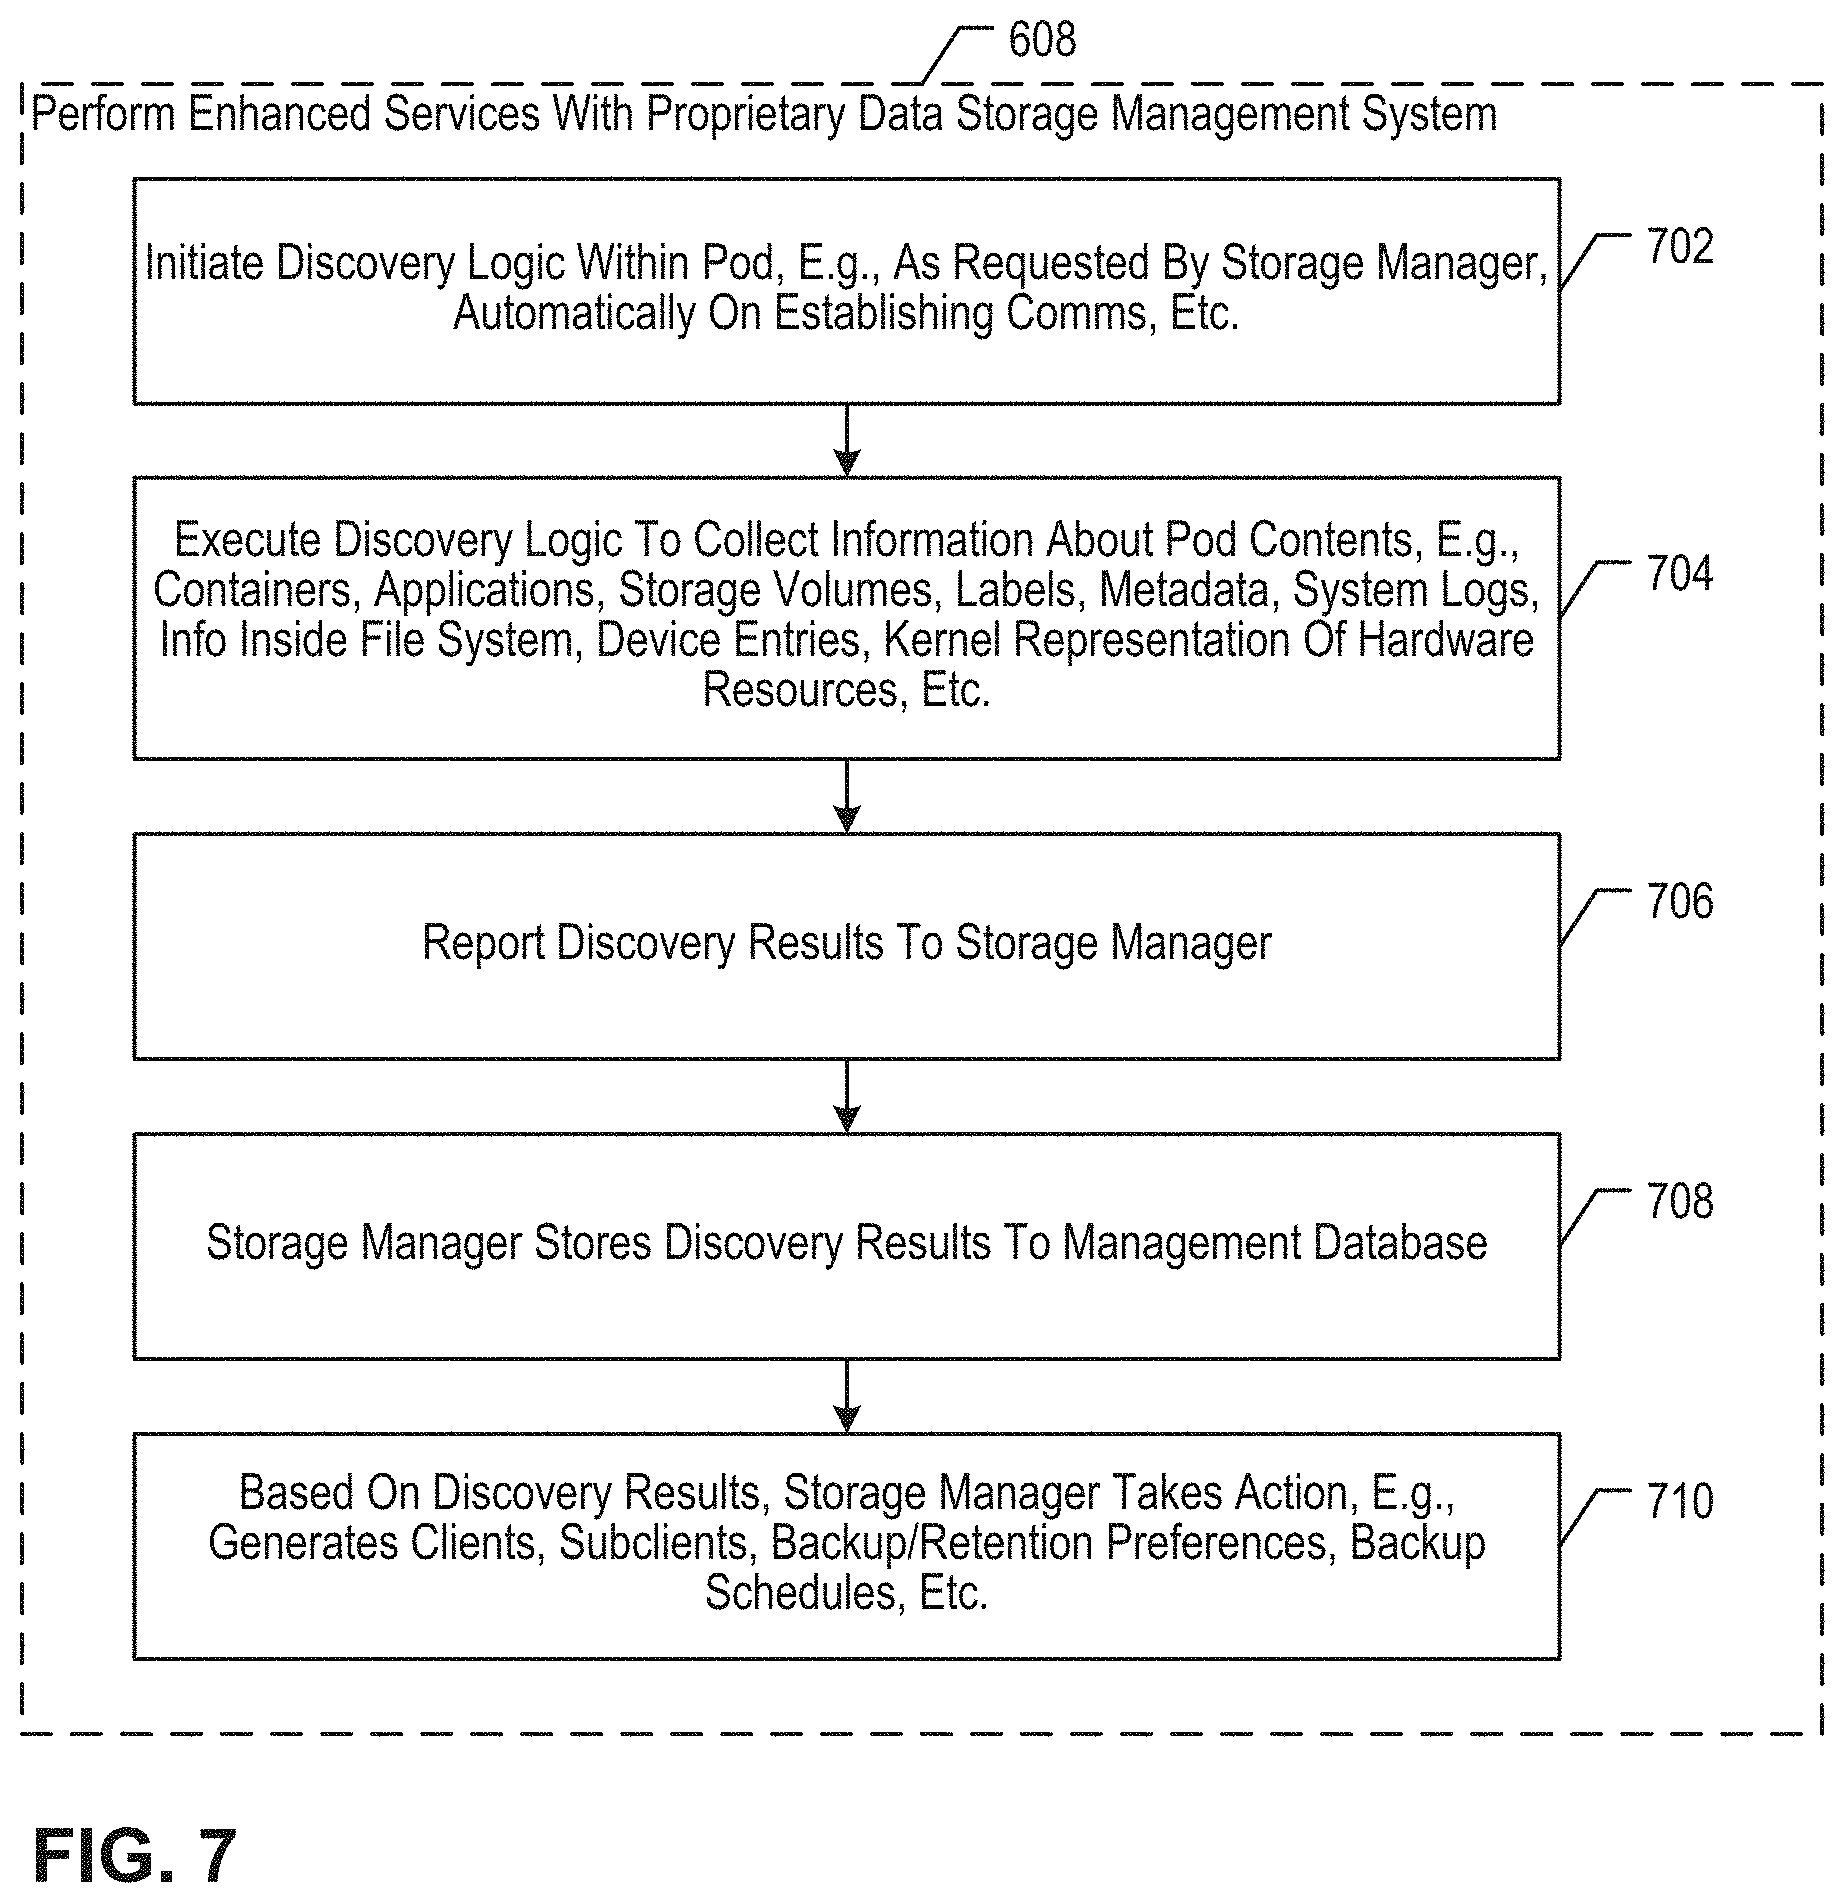 608
Perform Enhanced Services With Proprietary Data Storage Management System
Initiate Discovery Logic Within Pod, E.g., As Requested By Storage Manager,
Automatically On Establishing Comms, Etc.
702
Execute Discovery Logic To Collect Information About Pod Contents, E.g.,
Containers, Applications, Storage Volumes, Labels, Metadata, System Logs,
Info Inside File System, Device Entries, Kernel Representation Of Hardware
Resources, Etc.
704
Report Discovery Results To Storage Manager
706
Storage Manager Stores Discovery Results To Management Database
708
Based On Discovery Results, Storage Manager Takes Action, E.g.,
Generates Clients, Subclients, Backup/Retention Preferences, Backup
Schedules, Etc.
710
FIG. 7